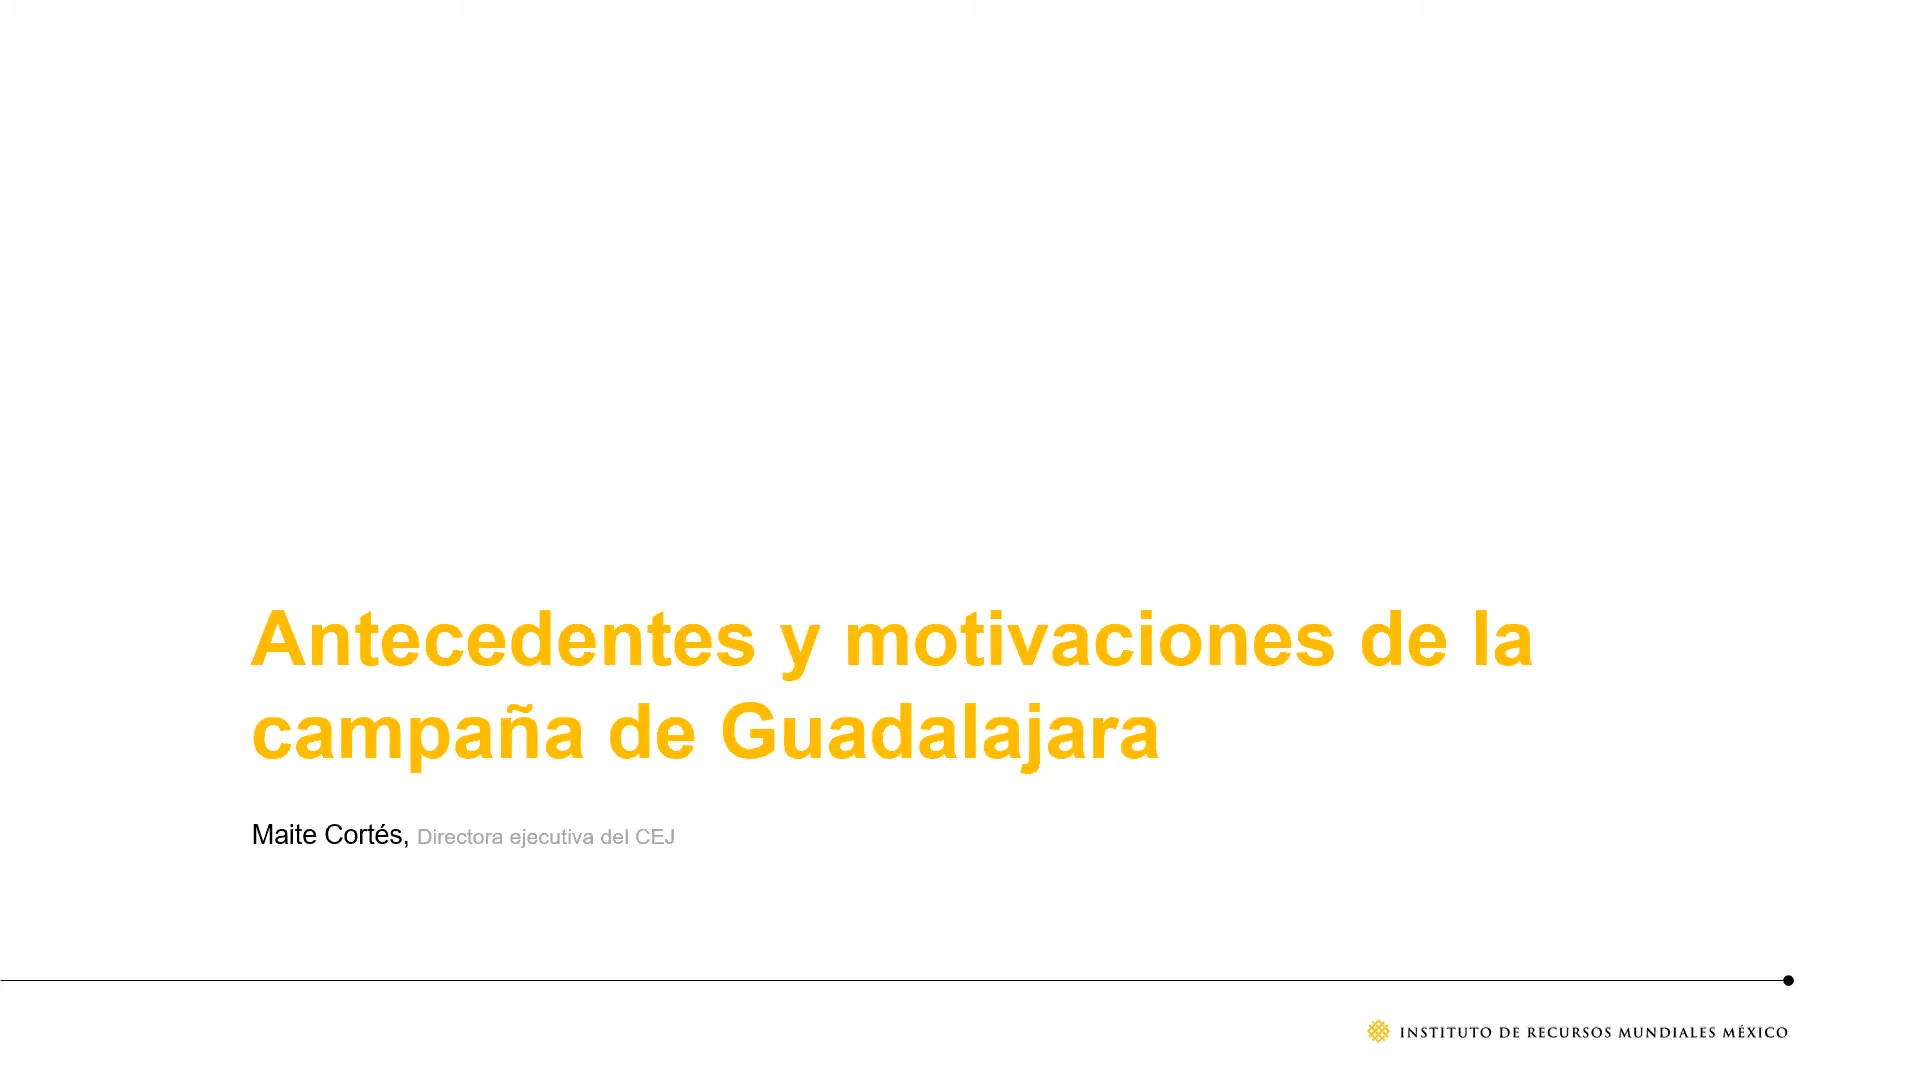 Antecedentes y motivaciones de la
campaña de Guadalajara
Maite Cortés, Directora ejecutiva del CEJ
INSTITUTO DE RECURSOS MUNDIALES MÉXICO